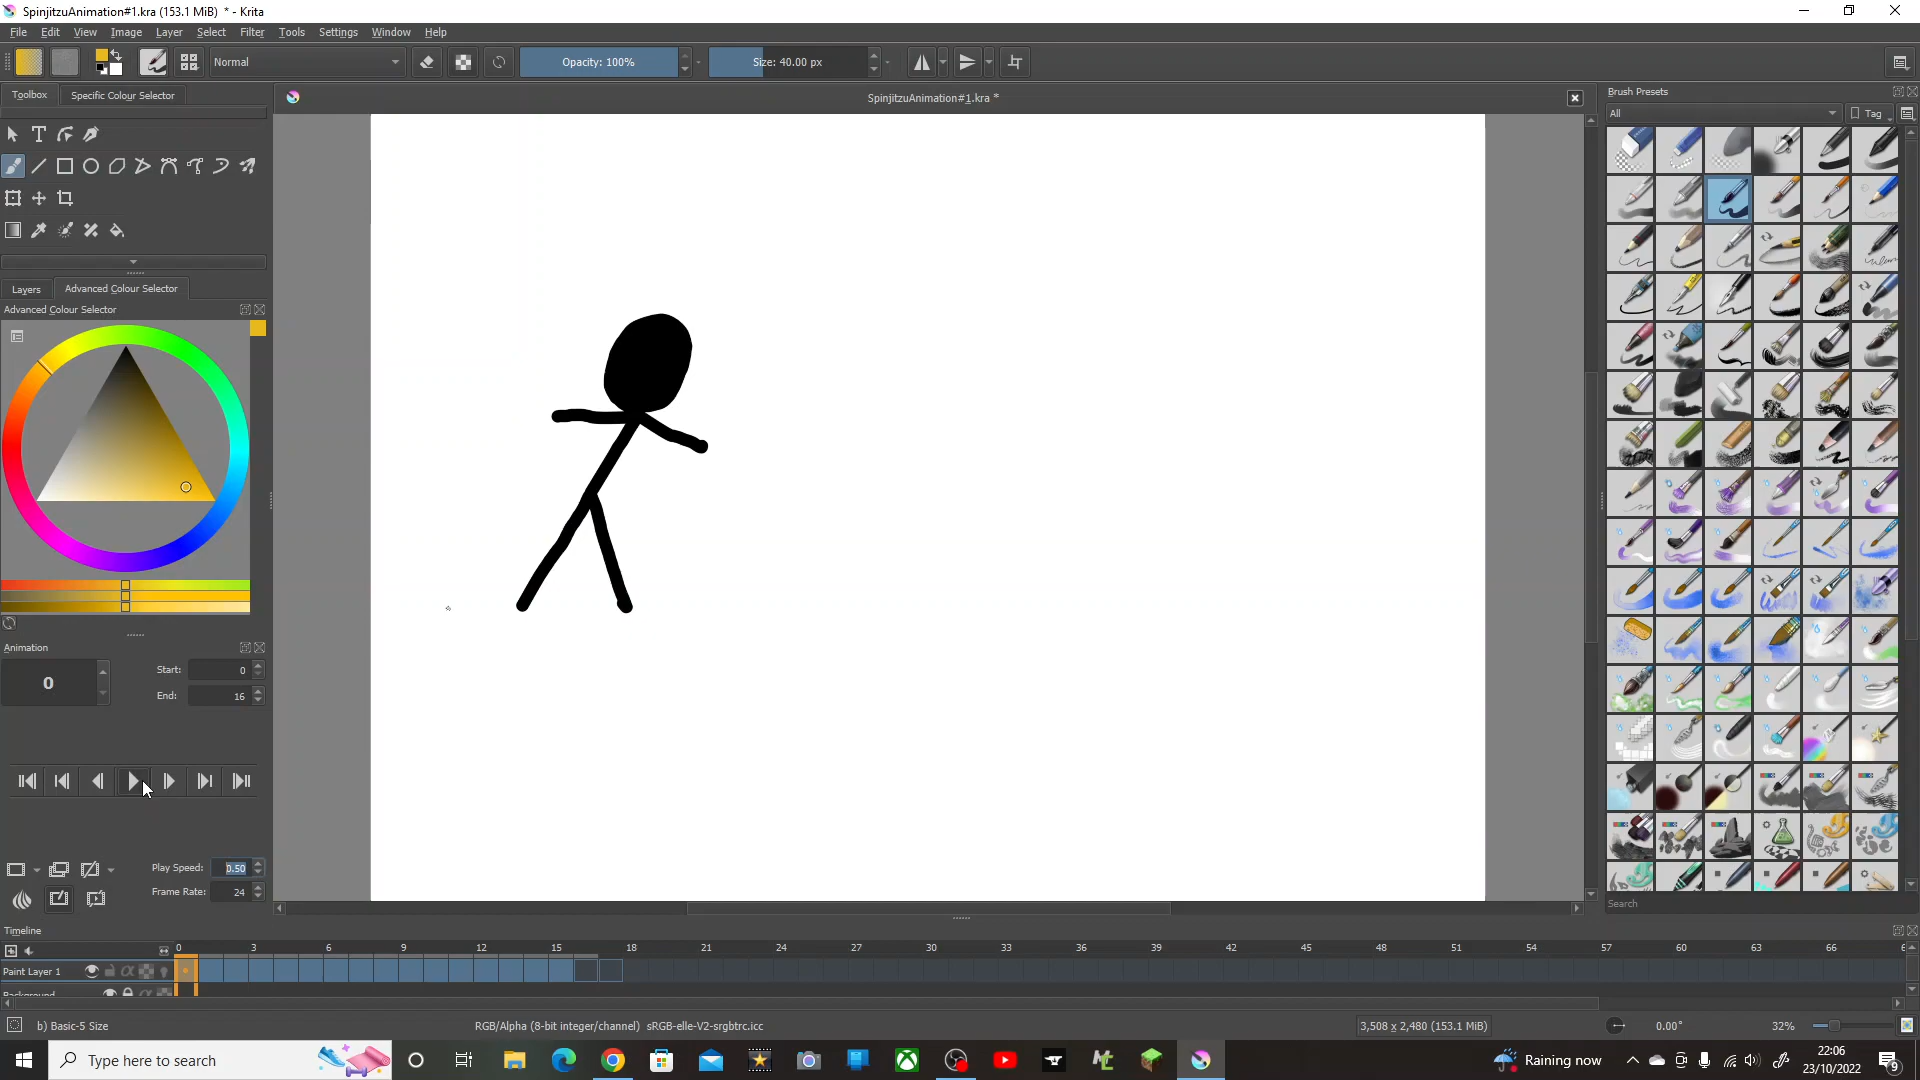 SpinjitzuAnimation#1.kra (153.1 MiB) * - Krita
File Edit View Image Layer Select Filter Tools Settings Window Help
Normal Opacity: 100% Size: 40.00 px
Toolbox Specific Colour Selector
SpinjitzuAnimation#1.kra *
Brush Presets
All Tag
Layers Advanced Colour Selector
Advanced Colour Selector
Animation
0
Start: 0
End: 16
Play Speed: 0.50
Frame Rate: 24
Search
Timeline
0 3 6 9 12 15 18 21 24 27 30 33 36 39 42 45 48 51 54 57 60 63 66
Paint Layer 1
Background
b) Basic-5 Size RGB/Alpha (8-bit integer/channel) sRGB-elle-V2-srgbtrc.icc 3,508 x 2,480 (153.1 MiB) 0.00° 32%
Type here to search
Raining now
22:06
23/10/2022
9